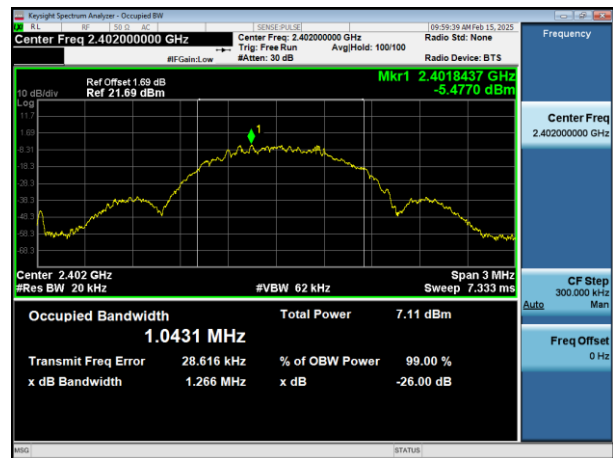 Keysight Spectrum Analyzer - Occupied BW
RL RF 50 Ω AC SENSE:PULSE 09:59:39 AM Feb 15, 2025
Center Freq 2.402000000 GHz Center Freq: 2.402000000 GHz Radio Std: None Frequency
Trig: Free Run Avg|Hold: 100/100
#IFGain:Low #Atten: 30 dB Radio Device: BTS
Ref Offset 1.69 dB Mkr1 2.4018437 GHz
10 dB/div Ref 21.69 dBm -5.4770 dBm
Log
11.7
1.69
-8.31
-18.3
-28.3
-38.3
-48.3
-58.3
-68.3
1
Center Freq
2.402000000 GHz
Center 2.402 GHz Span 3 MHz
#Res BW 20 kHz #VBW 62 kHz Sweep 7.333 ms
CF Step
300.000 kHz
Auto Man
Occupied Bandwidth Total Power 7.11 dBm
1.0431 MHz
Transmit Freq Error 28.616 kHz % of OBW Power 99.00 %
x dB Bandwidth 1.266 MHz x dB -26.00 dB
Freq Offset
0 Hz
MSG STATUS